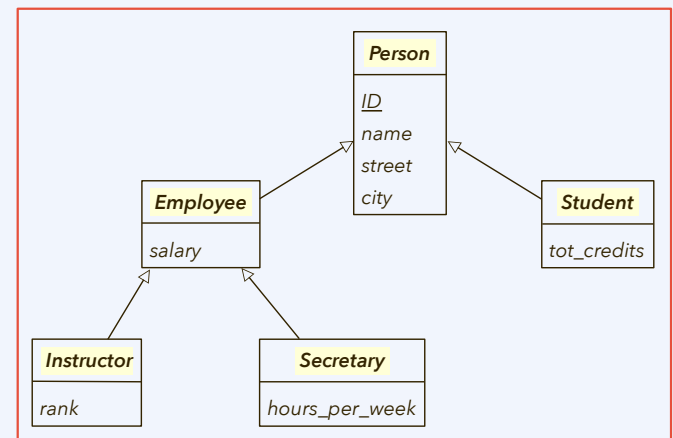 Person
ID
name
street
city
Employee
salary
Student
tot_credits
Instructor
rank
Secretary
hours_per_week